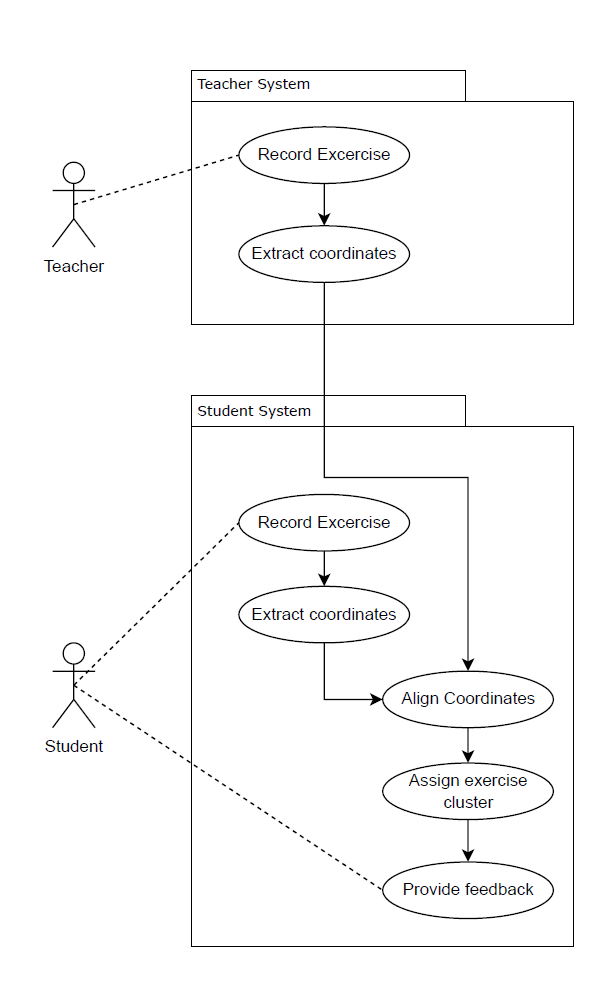 Teacher System
Record Excercise
Extract coordinates
Teacher
Student System
Record Excercise
Extract coordinates
Align Coordinates
Student
Assign exercise
cluster
Provide feedback